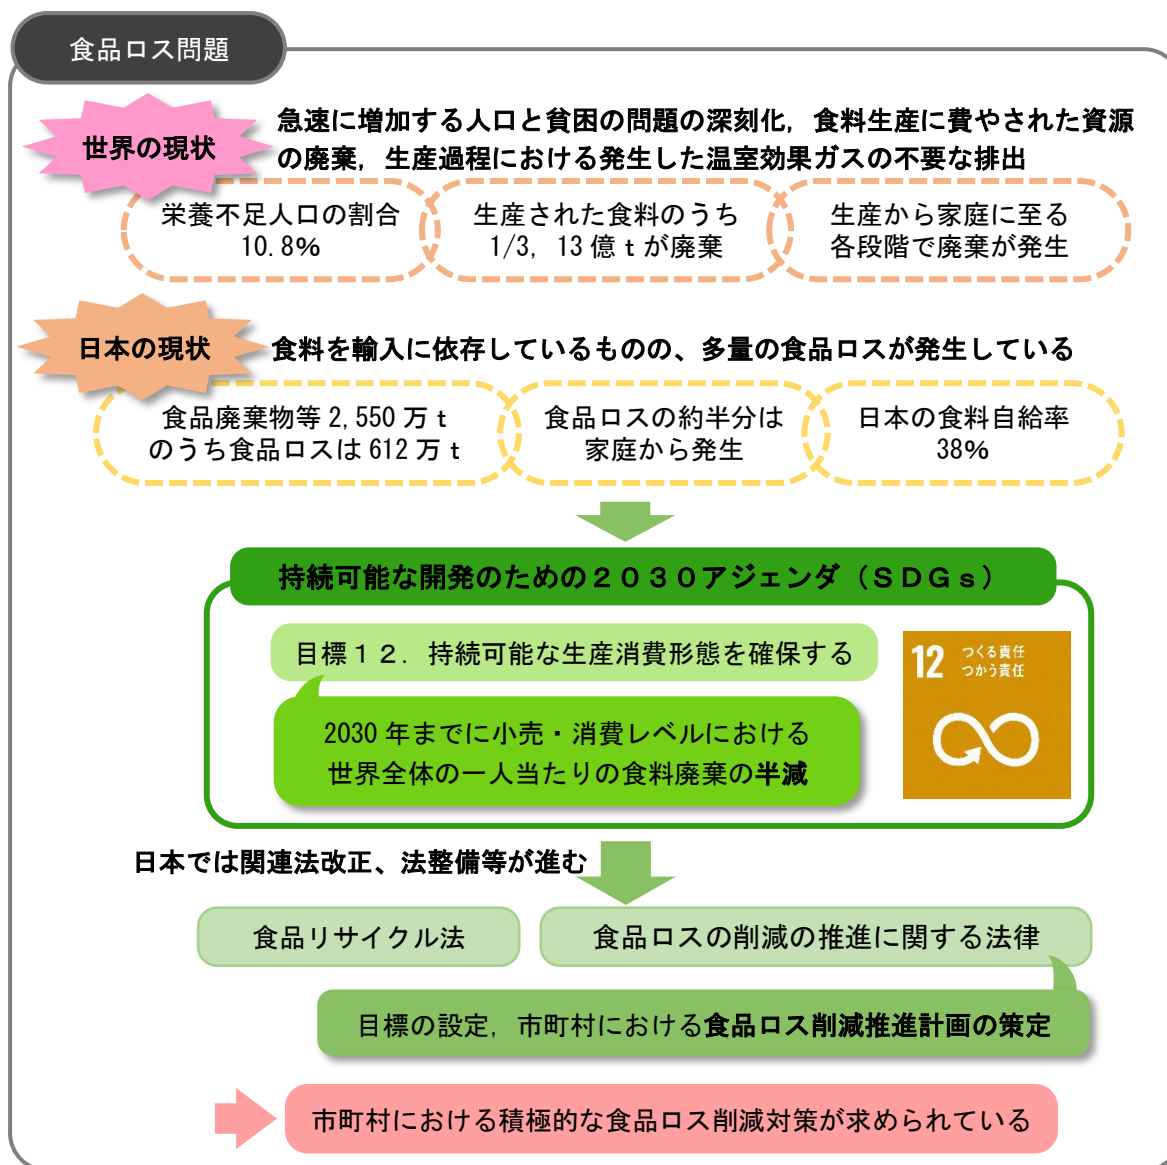 食品ロス問題
世界の現状
急速に増加する人口と貧困の問題の深刻化，食料生産に費やされた資源
の廃棄，生産過程における発生した温室効果ガスの不要な排出
栄養不足人口の割合
10.8％
生産された食料のうち
1/3，13億ｔが廃棄
生産から家庭に至る
各段階で廃棄が発生
日本の現状
食料を輸入に依存しているものの、多量の食品ロスが発生している
食品廃棄物等2,550万ｔ
のうち食品ロスは612万ｔ
食品ロスの約半分は
家庭から発生
日本の食料自給率
38％
持続可能な開発のための２０３０アジェンダ（ＳＤＧｓ）
目標１２．持続可能な生産消費形態を確保する
2030年までに小売・消費レベルにおける
世界全体の一人当たりの食料廃棄の半減
12 つくる責任
つかう責任
日本では関連法改正、法整備等が進む
食品リサイクル法
食品ロスの削減の推進に関する法律
目標の設定，市町村における食品ロス削減推進計画の策定
市町村における積極的な食品ロス削減対策が求められている